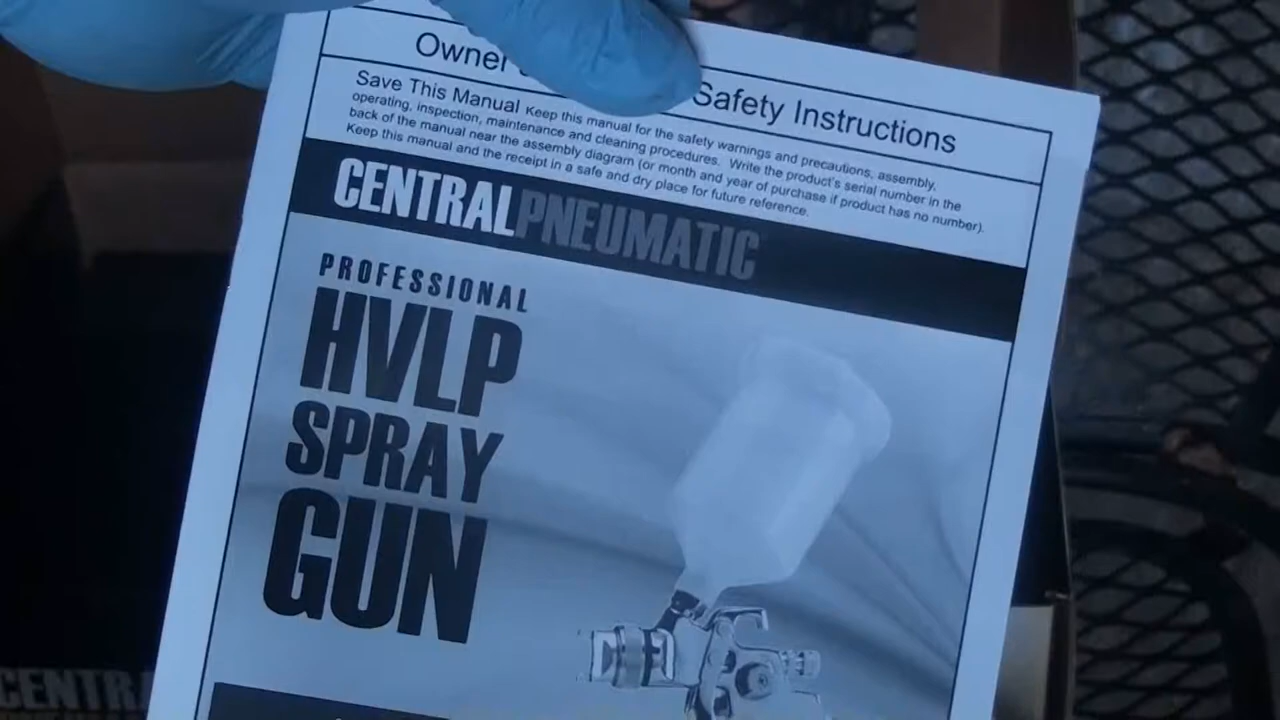 Owner Safety Instructions
Save This Manual Keep this manual for the safety warnings and precautions, assembly,
operating, inspection, maintenance and cleaning procedures. Write the product's serial number in the
back of the manual near the assembly diagram (or month and year of purchase if product has no number).
Keep this manual and the receipt in a safe and dry place for future reference.
CENTRALPNEUMATIC
PROFESSIONAL
HVLP
SPRAY
GUN
CENTRA